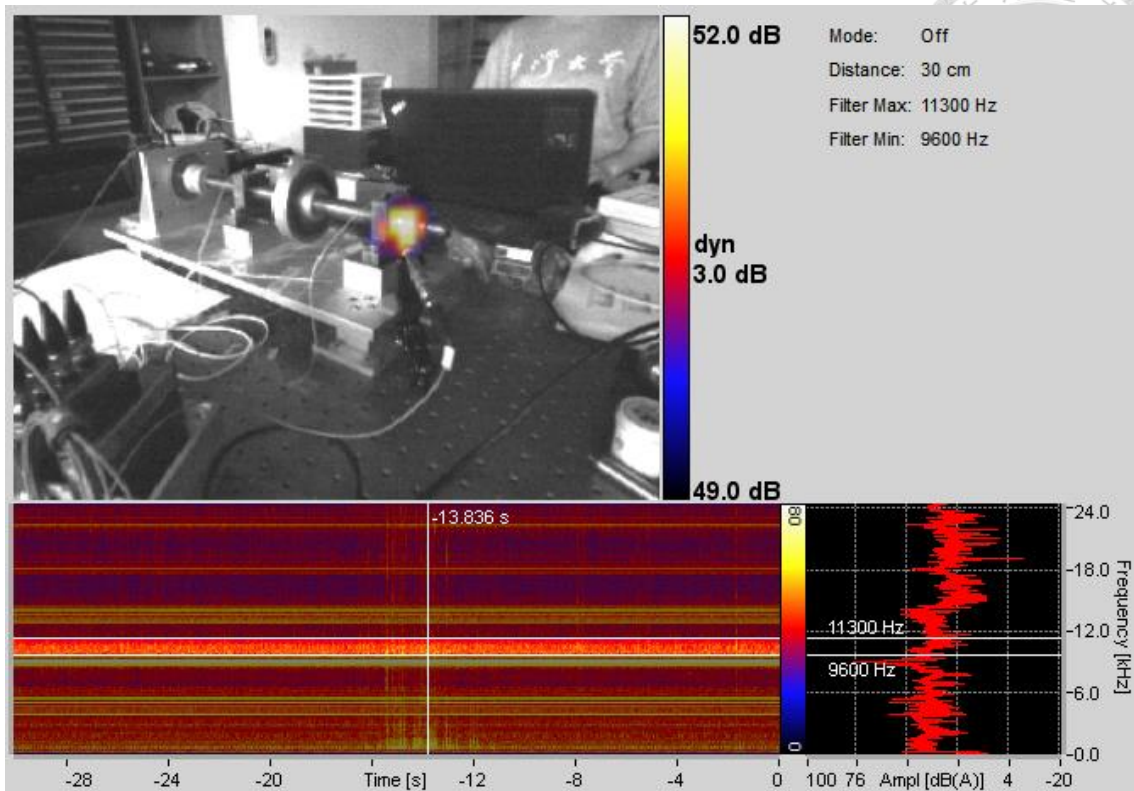 52.0 dB
dyn
3.0 dB
49.0 dB
Mode: Off
Distance: 30 cm
Filter Max: 11300 Hz
Filter Min: 9600 Hz
-13.836 s
80
0
11300 Hz
9600 Hz
24.0
18.0
12.0
6.0
0.0
Frequency [kHz]
-28 -24 -20 Time [s] -12 -8 -4 0
100 76 Ampl [dB(A)] 4 -20